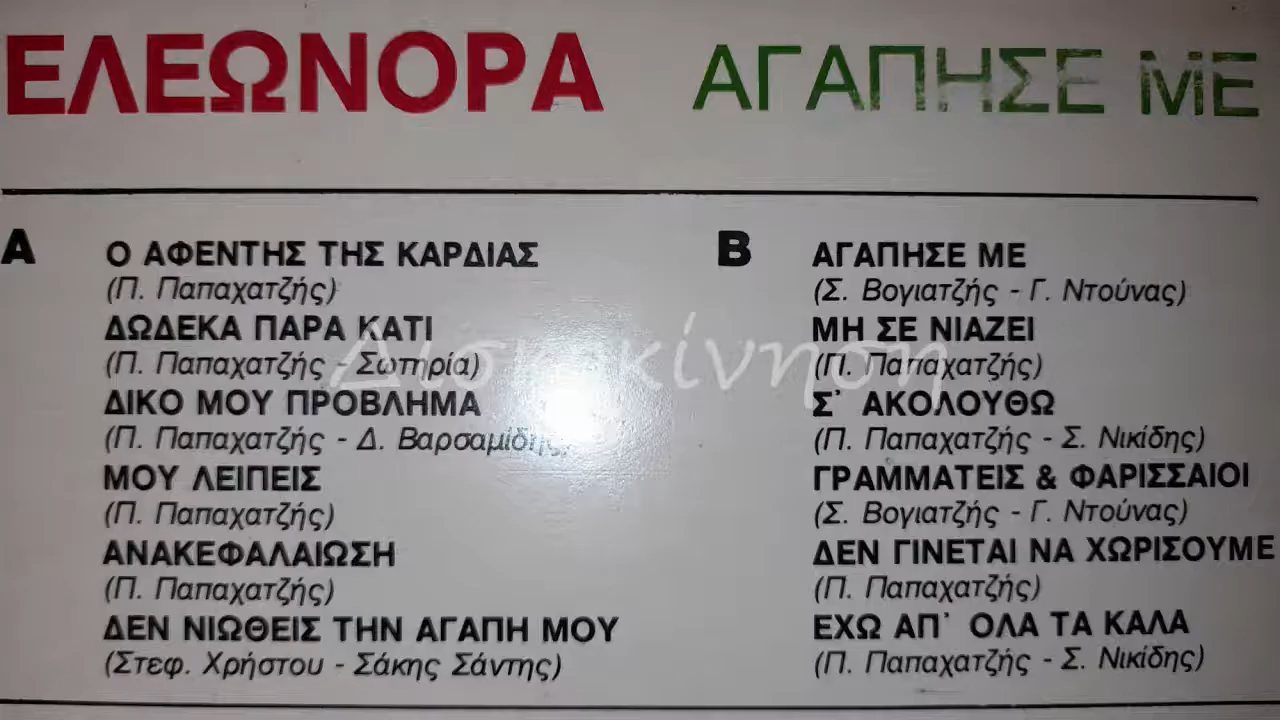 ΕΛΕΩΝΟΡΑ ΑΓΑΠΗΣΕ ΜΕ
Α
Ο ΑΦΕΝΤΗΣ ΤΗΣ ΚΑΡΔΙΑΣ
(Π. Παπαχατζής)
ΔΩΔΕΚΑ ΠΑΡΑ ΚΑΤΙ
(Π. Παπαχατζής - Σωτηρία)
ΔΙΚΟ ΜΟΥ ΠΡΟΒΛΗΜΑ
(Π. Παπαχατζής - Δ. Βαρσαμίδης)
ΜΟΥ ΛΕΙΠΕΙΣ
(Π. Παπαχατζής)
ΑΝΑΚΕΦΑΛΑΙΩΣΗ
(Π. Παπαχατζής)
ΔΕΝ ΝΙΩΘΕΙΣ ΤΗΝ ΑΓΑΠΗ ΜΟΥ
(Στεφ. Χρήστου - Σάκης Σάντης)
Β
ΑΓΑΠΗΣΕ ΜΕ
(Σ. Βογιατζής - Γ. Ντούνας)
ΜΗ ΣΕ ΝΙΑΖΕΙ
(Π. Παπαχατζής)
Σ' ΑΚΟΛΟΥΘΩ
(Π. Παπαχατζής - Σ. Νικίδης)
ΓΡΑΜΜΑΤΕΙΣ & ΦΑΡΙΣΣΑΙΟΙ
(Σ. Βογιατζής - Γ. Ντούνας)
ΔΕΝ ΓΙΝΕΤΑΙ ΝΑ ΧΩΡΙΣΟΥΜΕ
(Π. Παπαχατζής)
ΕΧΩ ΑΠ' ΟΛΑ ΤΑ ΚΑΛΑ
(Π. Παπαχατζής - Σ. Νικίδης)